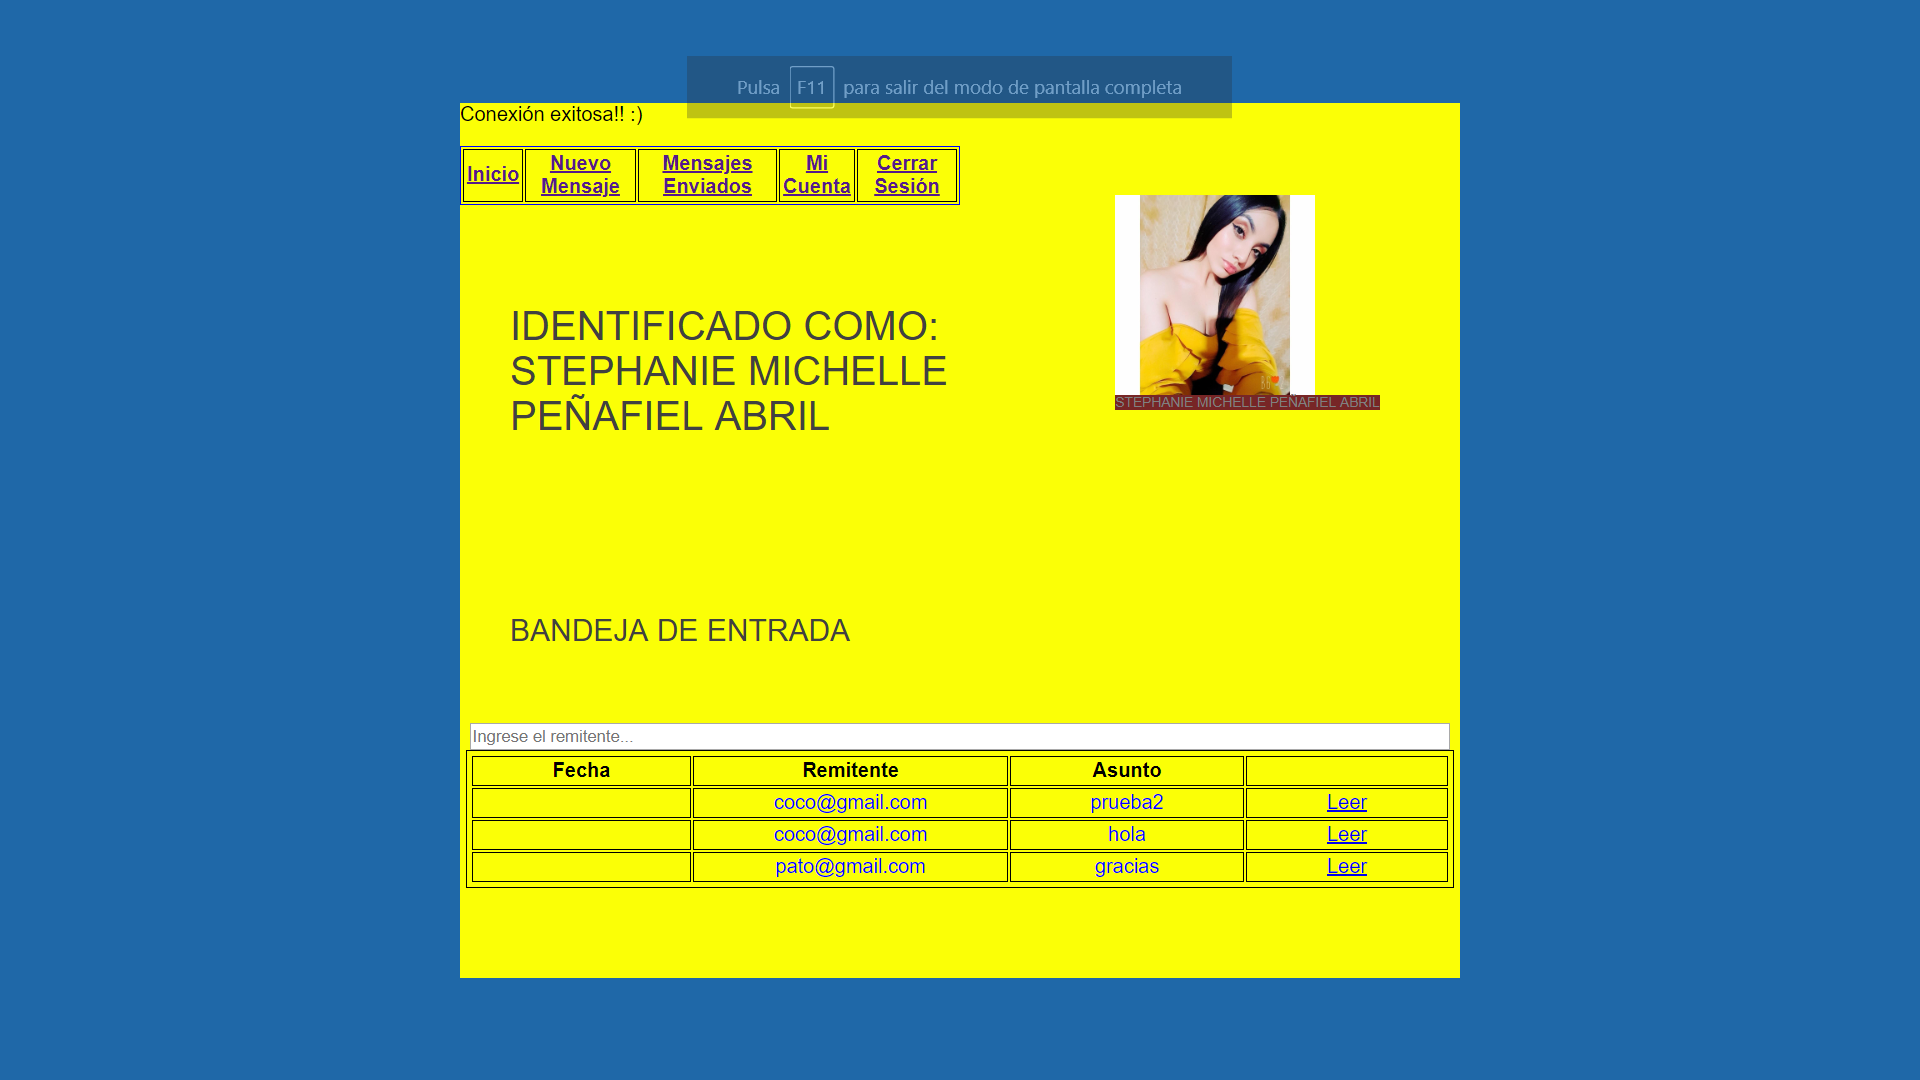 Pulsa F11 para salir del modo de pantalla completa
Conexión exitosa!! :)
Inicio
Nuevo
Mensaje
Mensajes
Enviados
Mi
Cuenta
Cerrar
Sesión
IDENTIFICADO COMO:
STEPHANIE MICHELLE
PEÑAFIEL ABRIL
STEPHANIE MICHELLE PEÑAFIEL ABRIL
BANDEJA DE ENTRADA
Ingrese el remitente...
Fecha Remitente Asunto
coco@gmail.com prueba2 Leer
coco@gmail.com hola Leer
pato@gmail.com gracias Leer